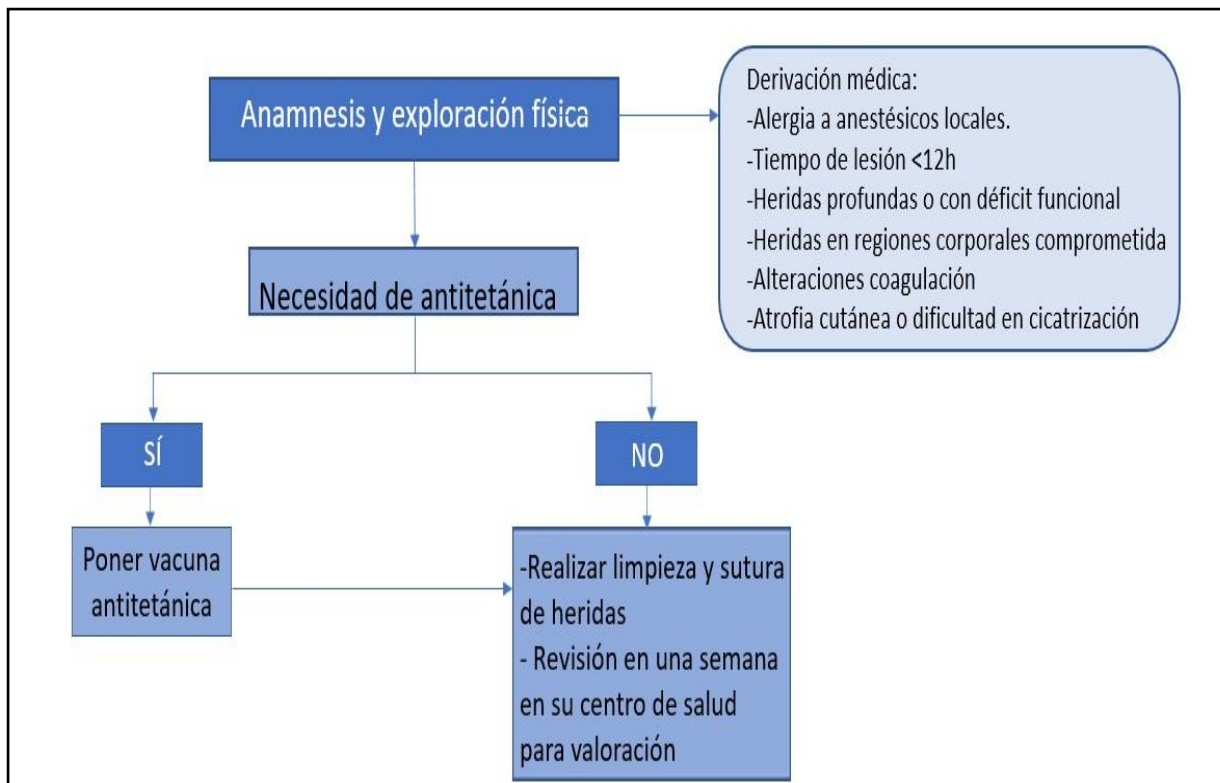 Anamnesis y exploración física
Derivación médica:
-Alergia a anestésicos locales.
-Tiempo de lesión <12h
-Heridas profundas o con déficit funcional
-Heridas en regiones corporales comprometida
-Alteraciones coagulación
-Atrofia cutánea o dificultad en cicatrización
Necesidad de antitetánica
SÍ
NO
Poner vacuna
antitetánica
-Realizar limpieza y sutura
de heridas
- Revisión en una semana
en su centro de salud
para valoración